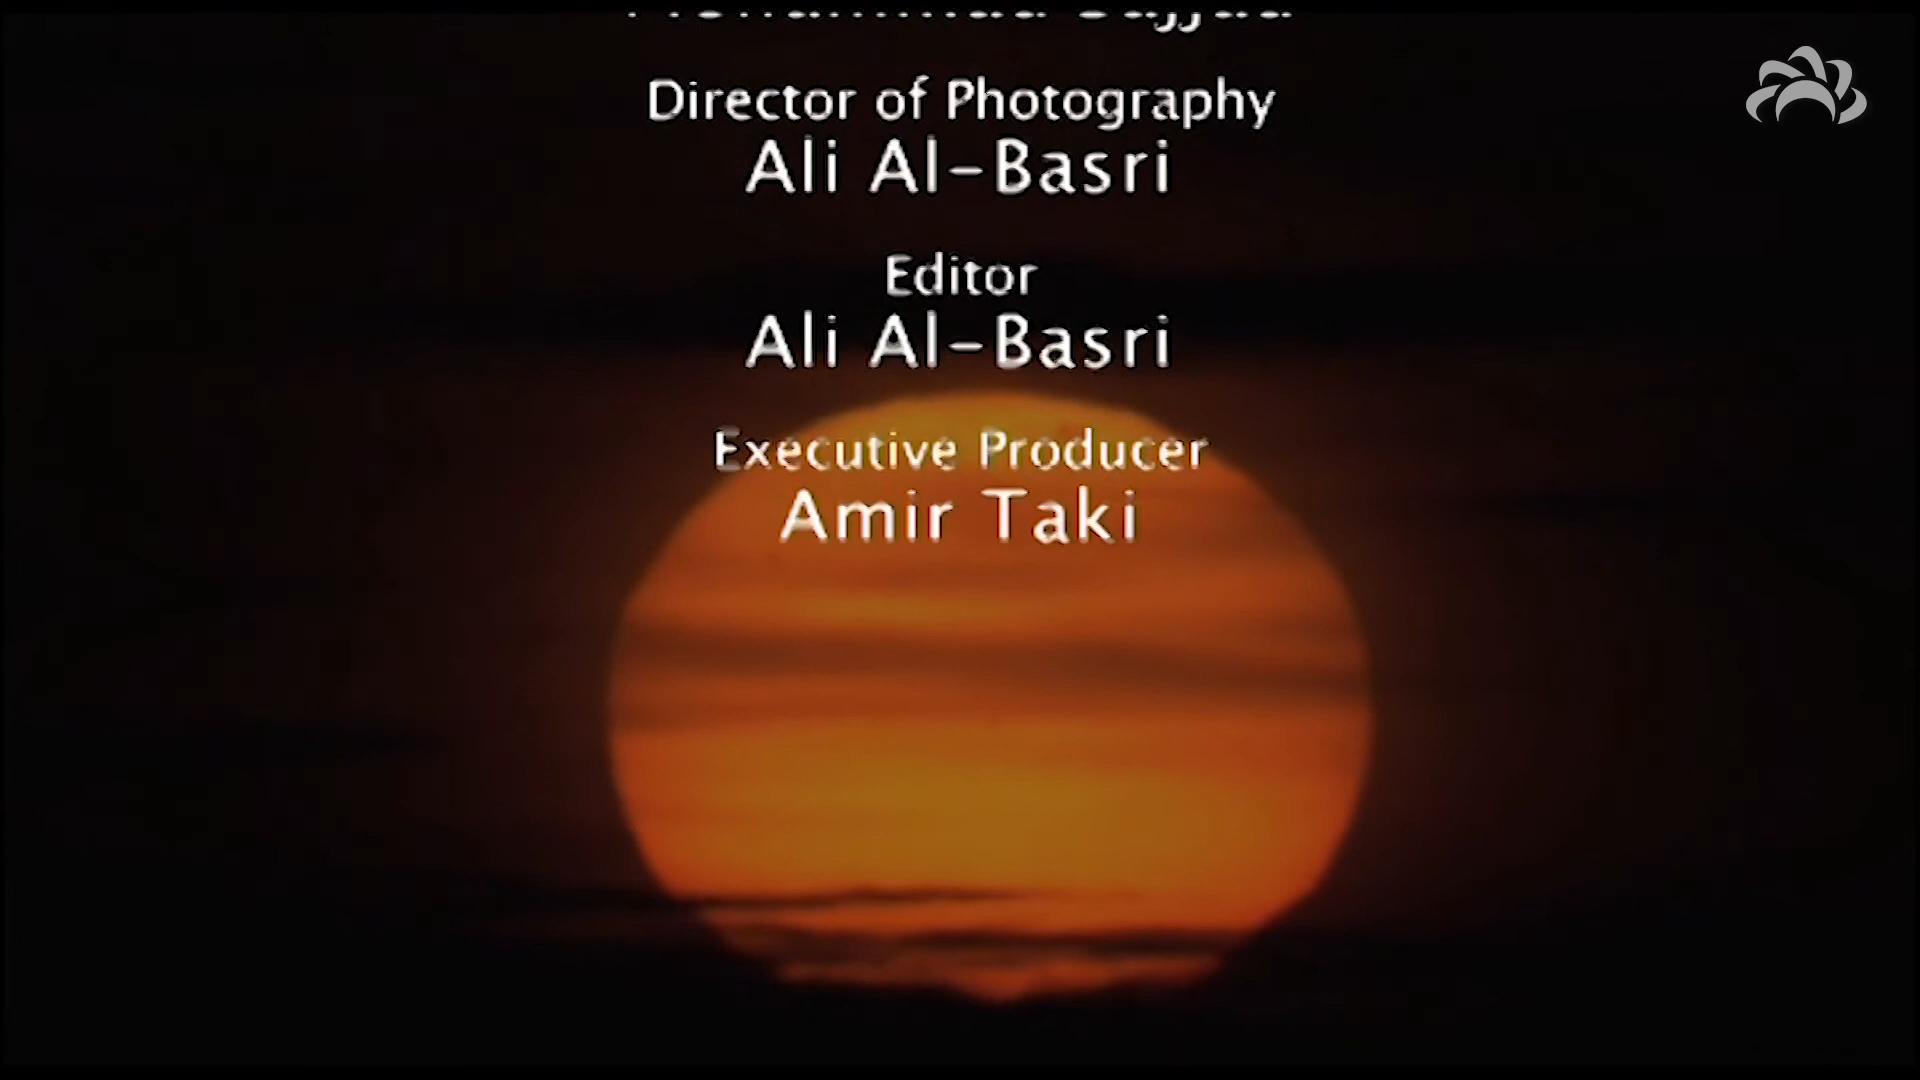 Director of Photography
Ali Al-Basri
Editor
Ali Al-Basri
Executive Producer
Amir Taki